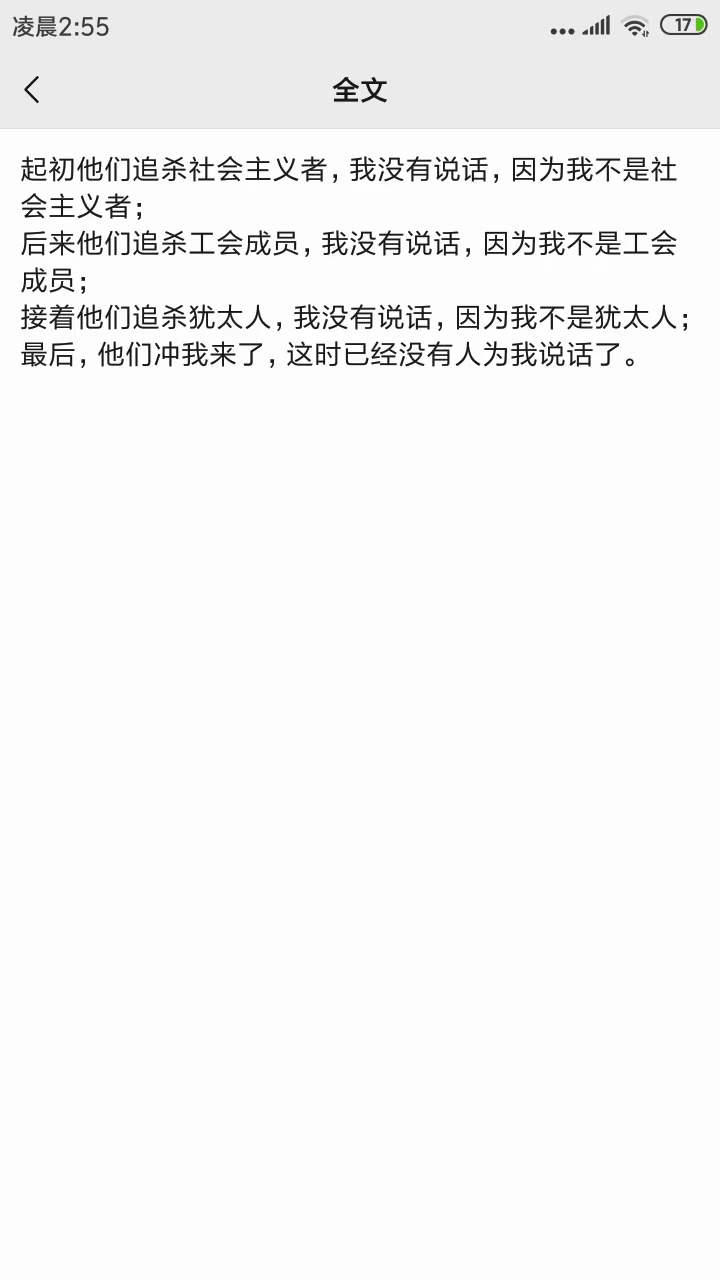 凌晨2:55
17
全文
起初他们追杀社会主义者，我没有说话，因为我不是社
会主义者；
后来他们追杀工会成员，我没有说话，因为我不是工会
成员；
接着他们追杀犹太人，我没有说话，因为我不是犹太人；
最后，他们冲我来了，这时已经没有人为我说话了。